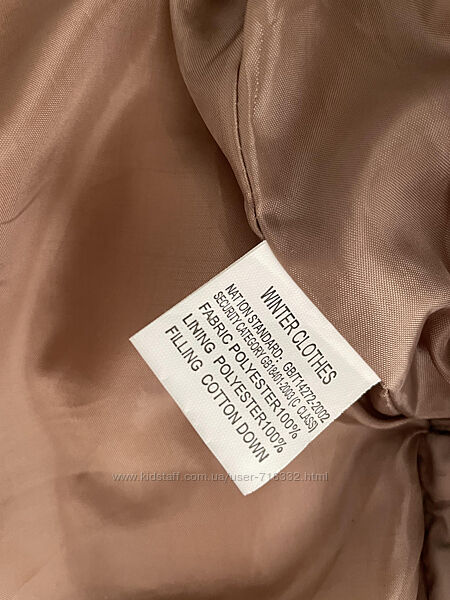 WINTER CLOTHES
NATION STANDARD: GB/T14272-2002
SECURITY CATEGORY GB18401-2003 (C CLASS)
FABRIC POLYESTER100%
LINING POLYESTER100%
FILLING COTTON DOWN
www.kidstaff.com.ua/user-716332.html